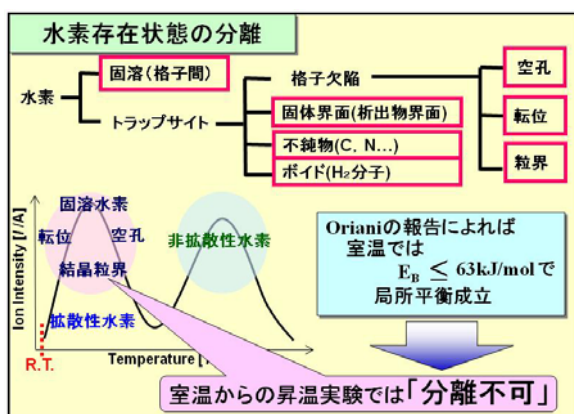 水素存在状態の分離
水素
固溶(格子間)
トラップサイト
格子欠陥
固体界面(析出物界面)
不純物(C, N...)
ボイド(H2分子)
空孔
転位
粒界
Ion Intensity [I /A]
固溶水素
転位 空孔
結晶粒界
拡散性水素
非拡散性水素
R.T.
Temperature [
Orianiの報告によれば
室温では
EB ≦ 63kJ/molで
局所平衡成立
室温からの昇温実験では「分離不可」